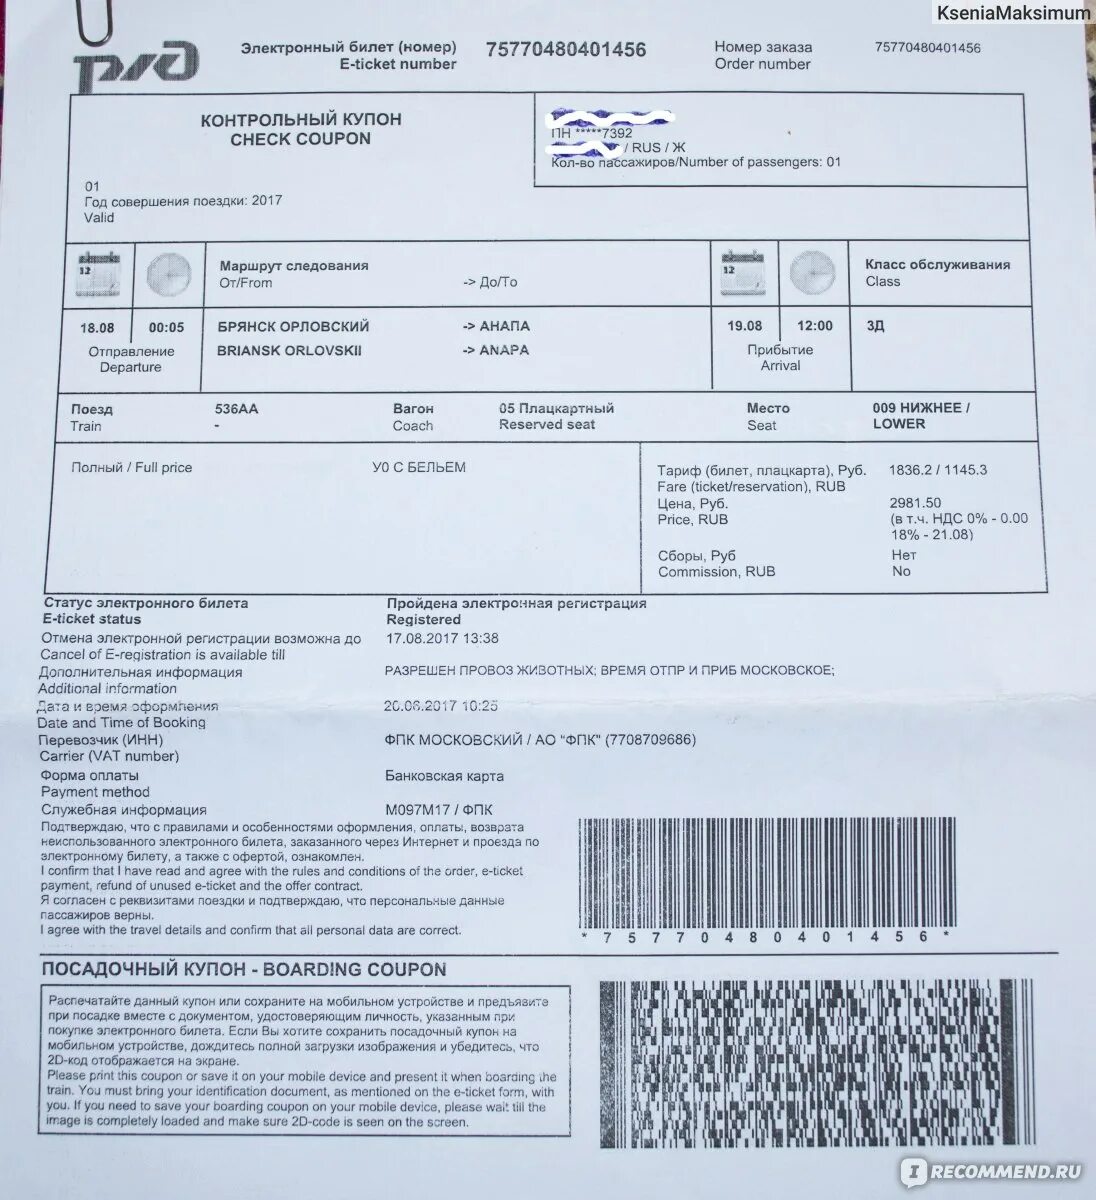 KseniaMaksimum
РЖД
Электронный билет (номер) 75770480401456 Номер заказа 75770480401456
E-ticket number Order number
КОНТРОЛЬНЫЙ КУПОН
CHECK COUPON
ПН *****7392
/ RUS / Ж
Кол-во пассажиров/Number of passengers: 01
01
Год совершения поездки: 2017
Valid
12
Маршрут следования
От/From -> До/To
12
Класс обслуживания
Class
18.08 00:05 БРЯНСК ОРЛОВСКИЙ -> АНАПА 19.08 12:00 3Д
Отправление BRIANSK ORLOVSKII -> ANAPA Прибытие
Departure Arrival
Поезд 536АА Вагон 05 Плацкартный Место 009 НИЖНЕЕ /
Train - Coach Reserved seat Seat LOWER
Полный / Full price У0 С БЕЛЬЕМ Тариф (билет, плацкарта), Руб. 1836.2 / 1145.3
Fare (ticket/reservation), RUB
Цена, Руб. 2981.50
Price, RUB (в т.ч. НДС 0% - 0.00
18% - 21.08)
Сборы, Руб Нет
Commission, RUB No
Статус электронного билета Пройдена электронная регистрация
E-ticket status Registered
Отмена электронной регистрации возможна до 17.08.2017 13:38
Cancel of E-registration is available till
Дополнительная информация РАЗРЕШЕН ПРОВОЗ ЖИВОТНЫХ; ВРЕМЯ ОТПР И ПРИБ МОСКОВСКОЕ;
Additional information
Дата и время оформления 20.06.2017 10:25
Date and Time of Booking
Перевозчик (ИНН) ФПК МОСКОВСКИЙ / АО "ФПК" (7708709686)
Carrier (VAT number)
Форма оплаты Банковская карта
Payment method
Служебная информация М097М17 / ФПК
Подтверждаю, что с правилами и особенностями оформления, оплаты, возврата
неиспользованного электронного билета, заказанного через Интернет и проезда по
электронному билету, а также с офертой, ознакомлен.
I confirm that I have read and agree with the rules and conditions of the order, e-ticket
payment, refund of unused e-ticket and the offer contract.
Я согласен с реквизитами поездки и подтверждаю, что персональные данные
пассажиров верны.
I agree with the travel details and confirm that all personal data are correct.
*75770480401456*
ПОСАДОЧНЫЙ КУПОН - BOARDING COUPON
Распечатайте данный купон или сохраните на мобильном устройстве и предъявите
при посадке вместе с документом, удостоверяющим личность, указанным при
покупке электронного билета. Если Вы хотите сохранить посадочный купон на
мобильном устройстве, дождитесь полной загрузки изображения и убедитесь, что
2D-код отображается на экране.
Please print this coupon or save it on your mobile device and present it when boarding the
train. You must bring your identification document, as mentioned on the e-ticket form, with
you. If you need to save your boarding coupon on your mobile device, please wait till the
image is completely loaded and make sure 2D-code is seen on the screen.
IRECOMMEND.RU